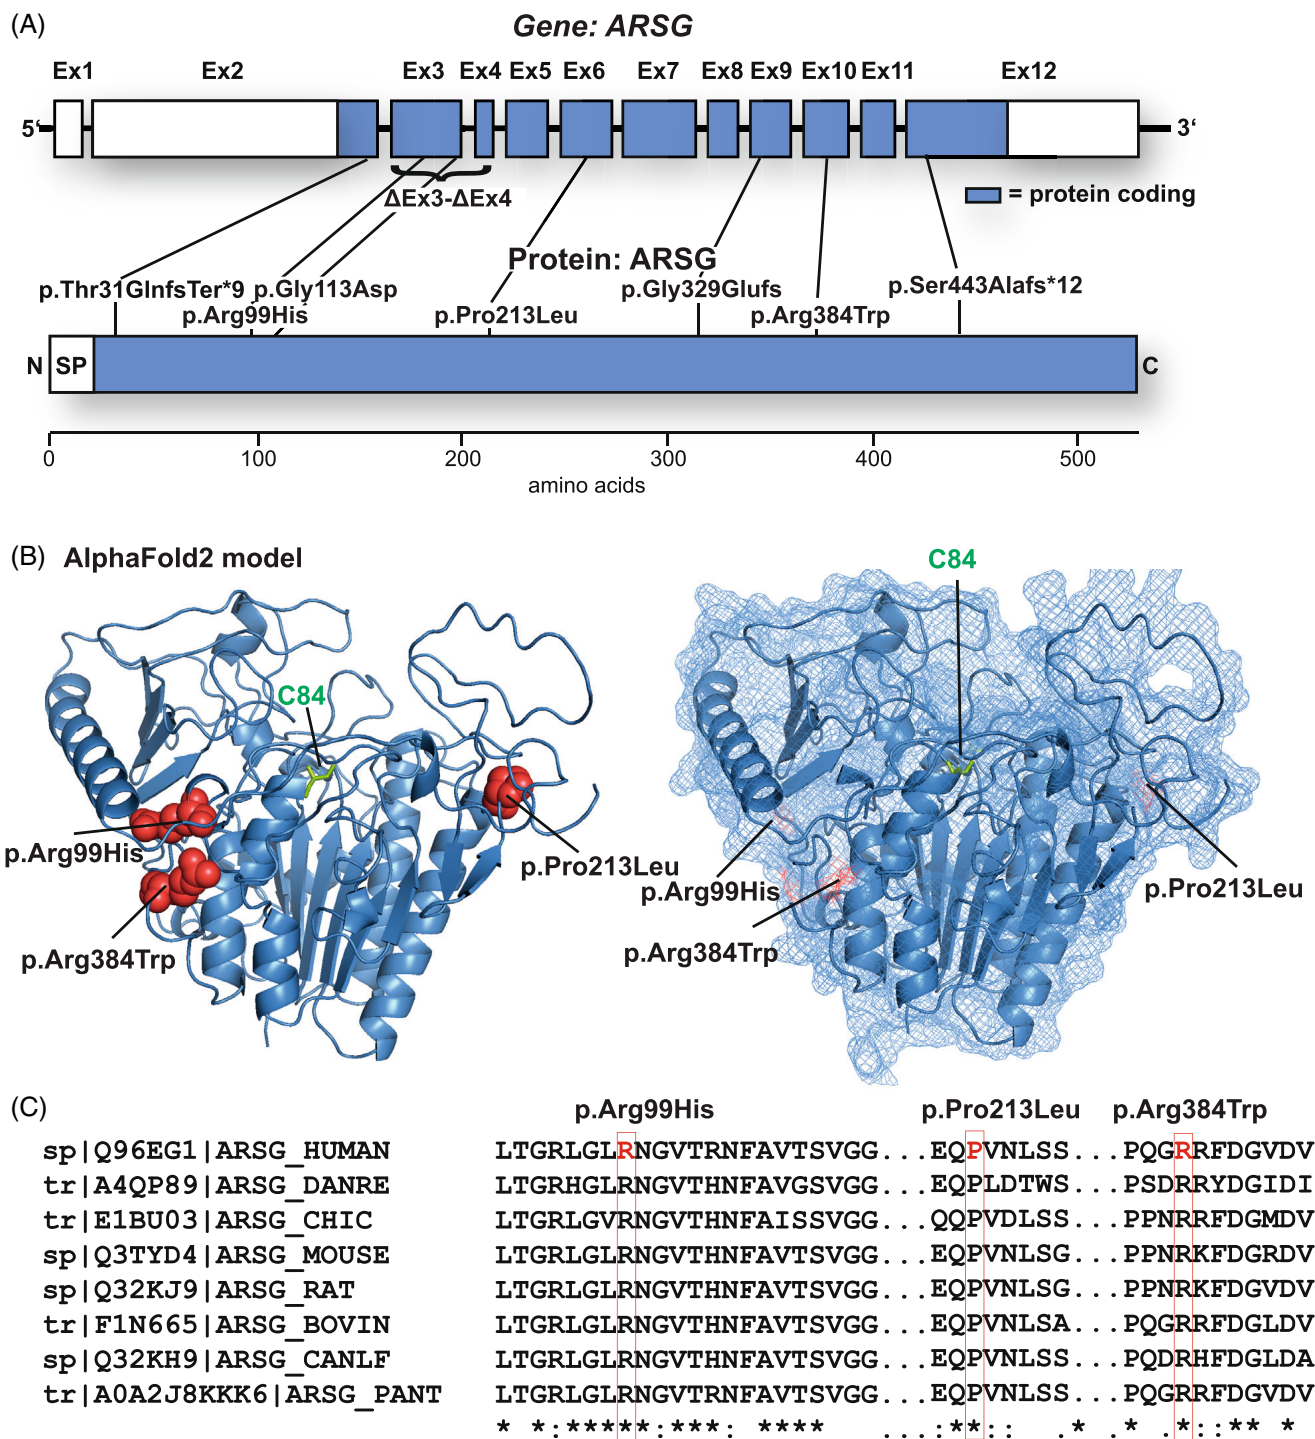 (A)
Gene: ARSG
Ex1 Ex2 Ex3 Ex4 Ex5 Ex6 Ex7 Ex8 Ex9 Ex10 Ex11 Ex12
5‘ 3‘
ΔEx3-ΔEx4
= protein coding
Protein: ARSG
p.Thr31GlnfsTer*9 p.Gly113Asp p.Gly329Glufs p.Ser443Alafs*12
p.Arg99His p.Pro213Leu p.Arg384Trp
N SP C
0 100 200 300 400 500
amino acids
(B) AlphaFold2 model
C84
C84
p.Arg99His
p.Pro213Leu
p.Arg384Trp
p.Arg99His
p.Pro213Leu
p.Arg384Trp
(C)
p.Arg99His p.Pro213Leu p.Arg384Trp
sp|Q96EG1|ARSG_HUMAN LTGRLGLRNGVTRNFAVTSVGG...EQPVNLSS...PQGRRFDGVDV
tr|A4QP89|ARSG_DANRE LTGRHGLRNGVTHNFAVGSVGG...EQPLDTWS...PSDRRYDGIDI
tr|E1BU03|ARSG_CHIC LTGRLGVRNGVTHNFAISSVGG...QQPVDLSS...PPNRRFDGMDV
sp|Q3TYD4|ARSG_MOUSE LTGRLGLRNGVTHNFAVTSVGG...EQPVNLSG...PPNRKFDGRDV
sp|Q32KJ9|ARSG_RAT LTGRLGLRNGVTHNFAVTSVGG...EQPVNLSG...PPNRKFDGVDV
tr|F1N665|ARSG_BOVIN LTGRLGLRNGVTHNFAVTSVGG...EQPVNLSA...PQGRRFDGLDV
sp|Q32KH9|ARSG_CANLF LTGRLGLRNGVTHNFAVTSVGG...EQPVNLSS...PQDRHFDGLDA
tr|A0A2J8KKK6|ARSG_PANT LTGRLGLRNGVTHNFAVTSVGG...EQPVNLSS...PQGRRFDGVDV
* *:*****:***: **** ...:**:: * . * .*::** *